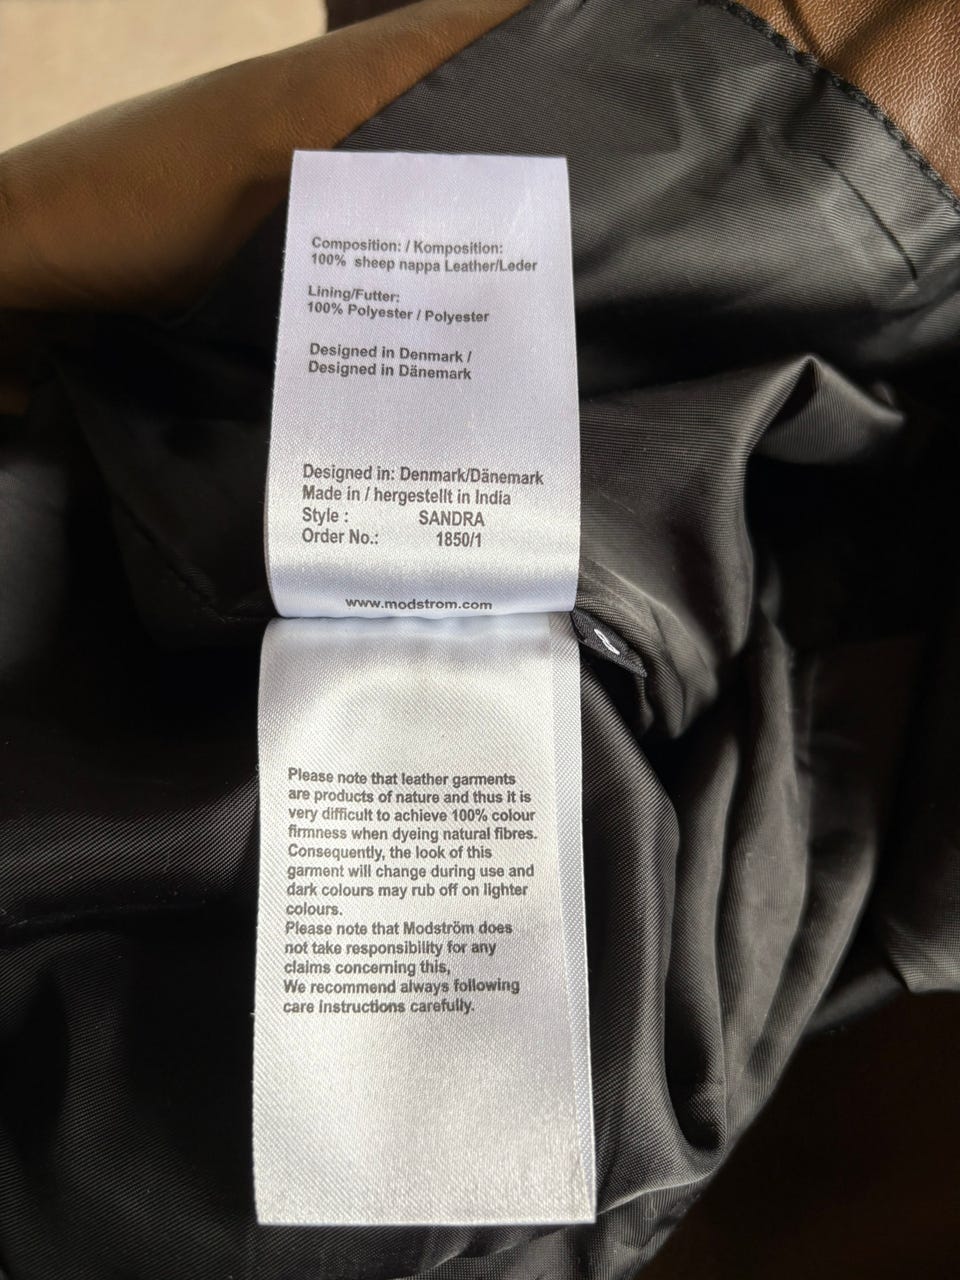 Composition: / Komposition:
100% sheep nappa Leather/Leder
Lining/Futter:
100% Polyester / Polyester
Designed in Denmark /
Designed in Dänemark
Designed in: Denmark/Dänemark
Made in / hergestellt in India
Style : SANDRA
Order No.: 1850/1
www.modstrom.com
Please note that leather garments
are products of nature and thus it is
very difficult to achieve 100% colour
firmness when dyeing natural fibres.
Consequently, the look of this
garment will change during use and
dark colours may rub off on lighter
colours.
Please note that Modström does
not take responsibility for any
claims concerning this,
We recommend always following
care instructions carefully.